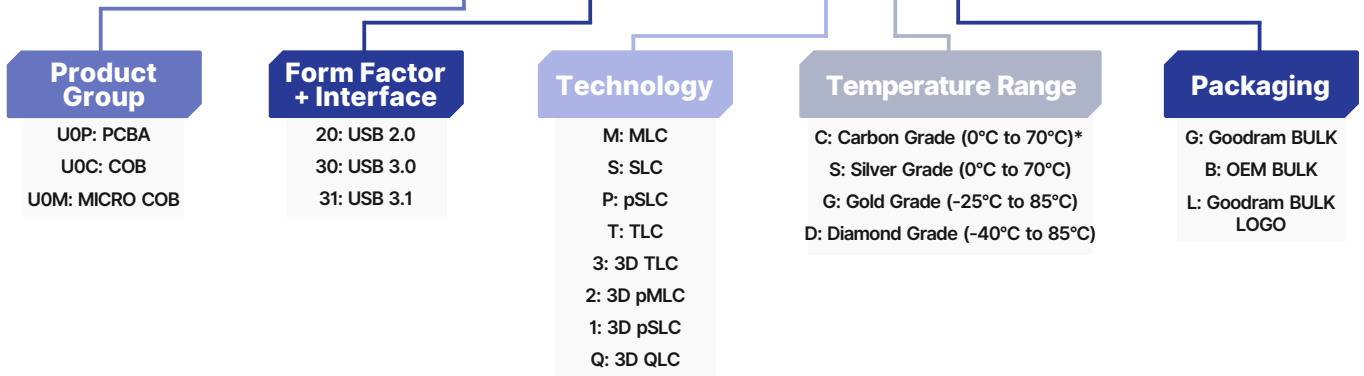 Product
Group
U0P: PCBA
U0C: COB
U0M: MICRO COB
Form Factor
+ Interface
20: USB 2.0
30: USB 3.0
31: USB 3.1
Technology
M: MLC
S: SLC
P: pSLC
T: TLC
3: 3D TLC
2: 3D pMLC
1: 3D pSLC
Q: 3D QLC
Temperature Range
C: Carbon Grade (0°C to 70°C)*
S: Silver Grade (0°C to 70°C)
G: Gold Grade (-25°C to 85°C)
D: Diamond Grade (-40°C to 85°C)
Packaging
G: Goodram BULK
B: OEM BULK
L: Goodram BULK
LOGO